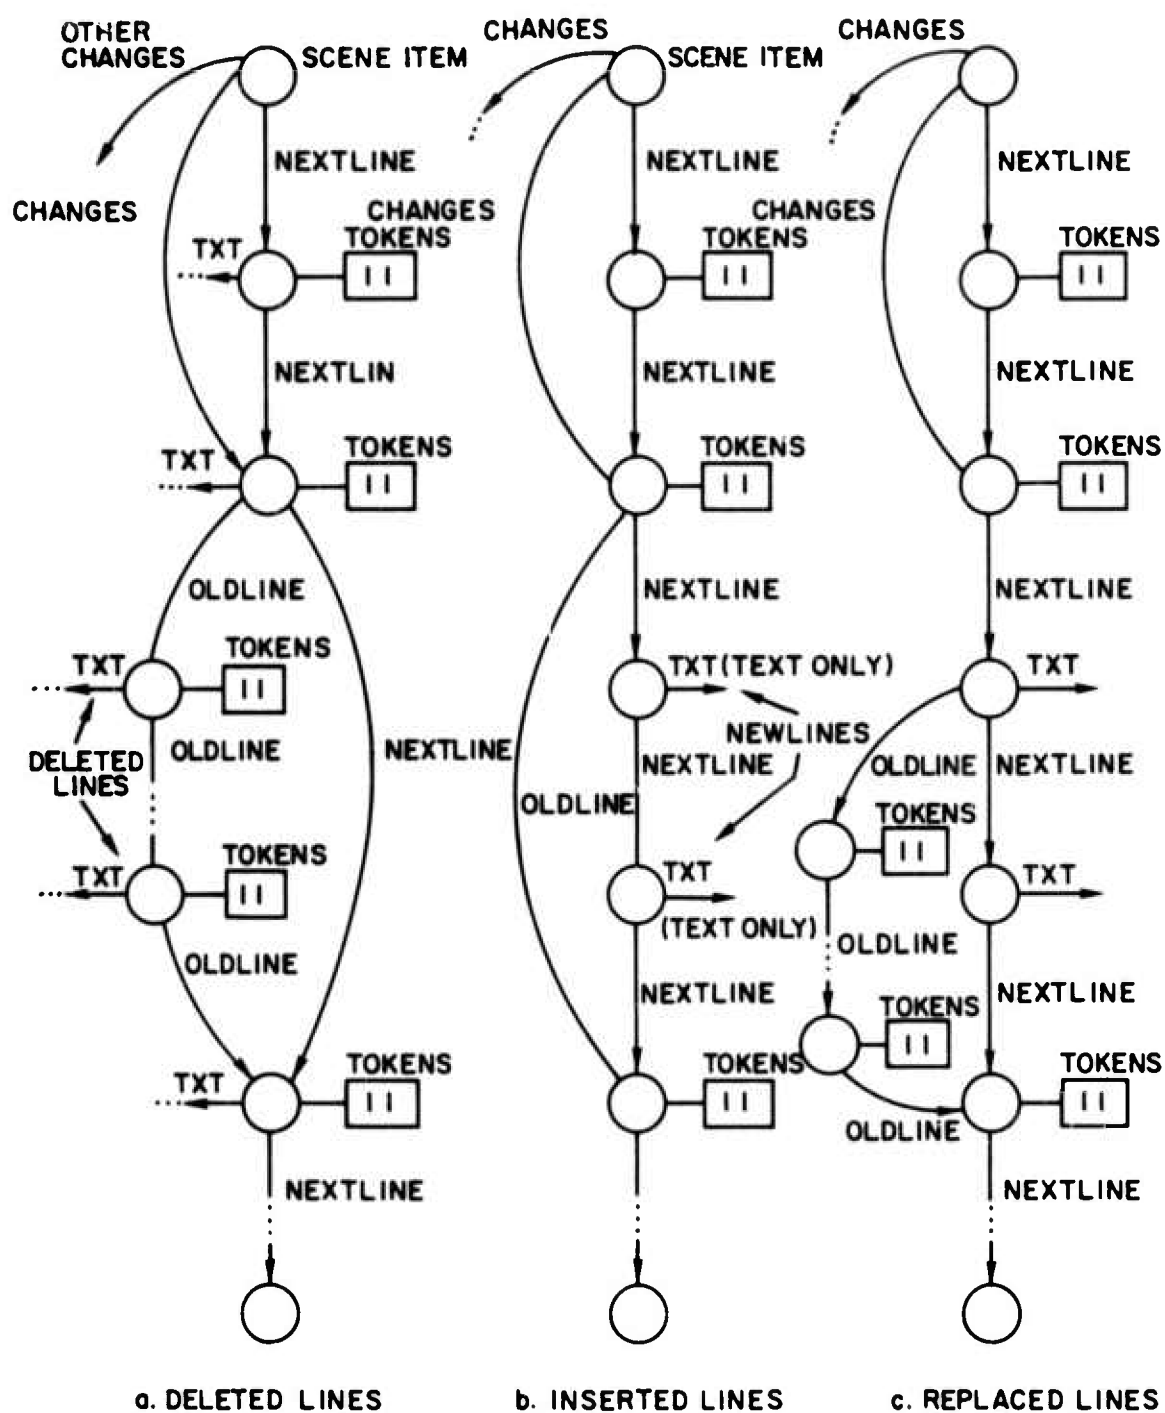 OTHER
CHANGES
SCENE ITEM
NEXTLINE
CHANGES
TXT
TOKENS
NEXTLIN
TXT
TOKENS
OLDLINE
TXT
TOKENS
DELETED
LINES
OLDLINE
NEXTLINE
TXT
TOKENS
OLDLINE
TXT
TOKENS
NEXTLINE
a. DELETED LINES
CHANGES
SCENE ITEM
NEXTLINE
CHANGES
TOKENS
NEXTLINE
TOKENS
NEXTLINE
TXT (TEXT ONLY)
NEWLINES
NEXTLINE
OLDLINE
TXT
(TEXT ONLY)
NEXTLINE
TOKENS
b. INSERTED LINES
CHANGES
NEXTLINE
CHANGES
TOKENS
NEXTLINE
TOKENS
NEXTLINE
TXT
OLDLINE
NEXTLINE
TOKENS
TXT
OLDLINE
NEXTLINE
TOKENS
TOKENS
OLDLINE
NEXTLINE
c. REPLACED LINES